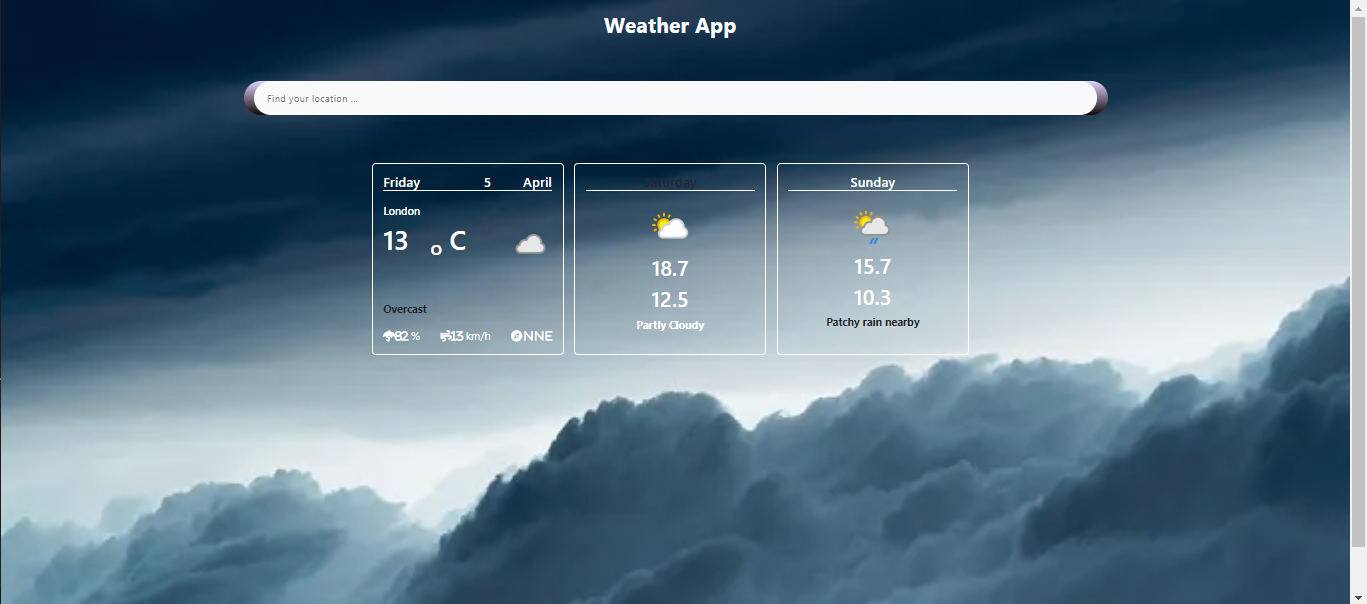 Weather App
Find your location ...
Friday 5 April
London
13 o C
Overcast
82 % 13 km/h NNE
Saturday
18.7
12.5
Partly Cloudy
Sunday
15.7
10.3
Patchy rain nearby